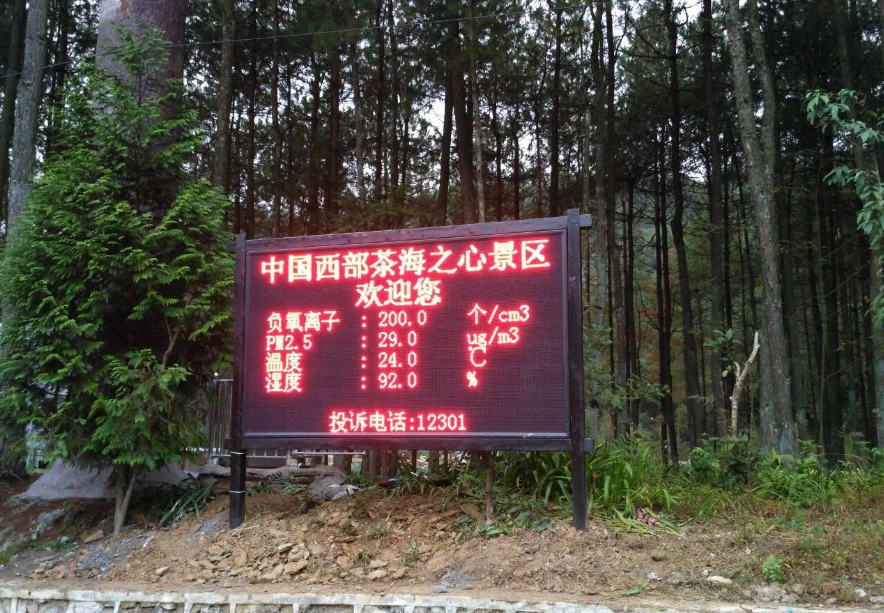 中国西部茶海之心景区
欢迎您
负氧离子 : 200.0 个/cm3
PM2.5 : 29.0 ug/m3
温度 : 24.0 ℃
湿度 : 92.0 %
投诉电话:12301